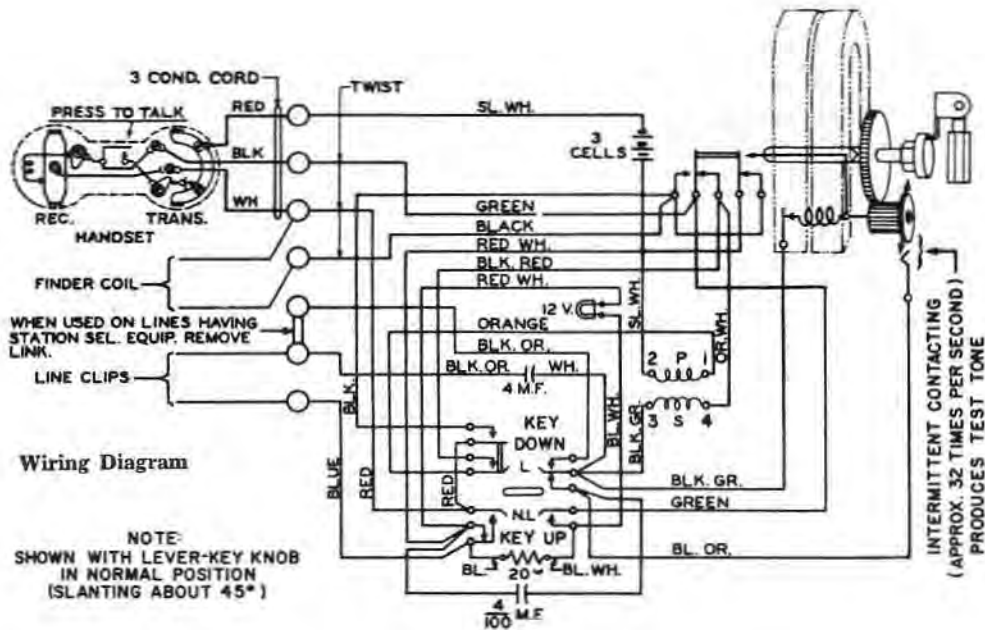 3 COND. CORD
TWIST
PRESS TO TALK
RED
SL. WH.
3
CELLS
BLK
WH
GREEN
REC.
TRANS.
BLACK
HANDSET
RED WH.
BLK. RED
FINDER COIL
RED WH.
12 V.
SL. WH.
OR. WH.
ORANGE
WHEN USED ON LINES HAVING
STATION SEL. EQUIP. REMOVE
LINK.
BLK. OR.
2 P 1
BLK. OR
WH.
LINE CLIPS
4 M.F.
BLK.
BL. WH.
BLK. GR.
3 S 4
KEY
DOWN
L
Wiring Diagram
BLUE
RED
RED
BLK. GR.
GREEN
N.L
KEY UP
NOTE:
SHOWN WITH LEVER-KEY KNOB
IN NORMAL POSITION
(SLANTING ABOUT 45°)
BL.
20 ω
BL. WH.
BL. OR.
4/100 M.F.
INTERMITTENT CONTACTING
(APPROX. 32 TIMES PER SECOND)
PRODUCES TEST TONE